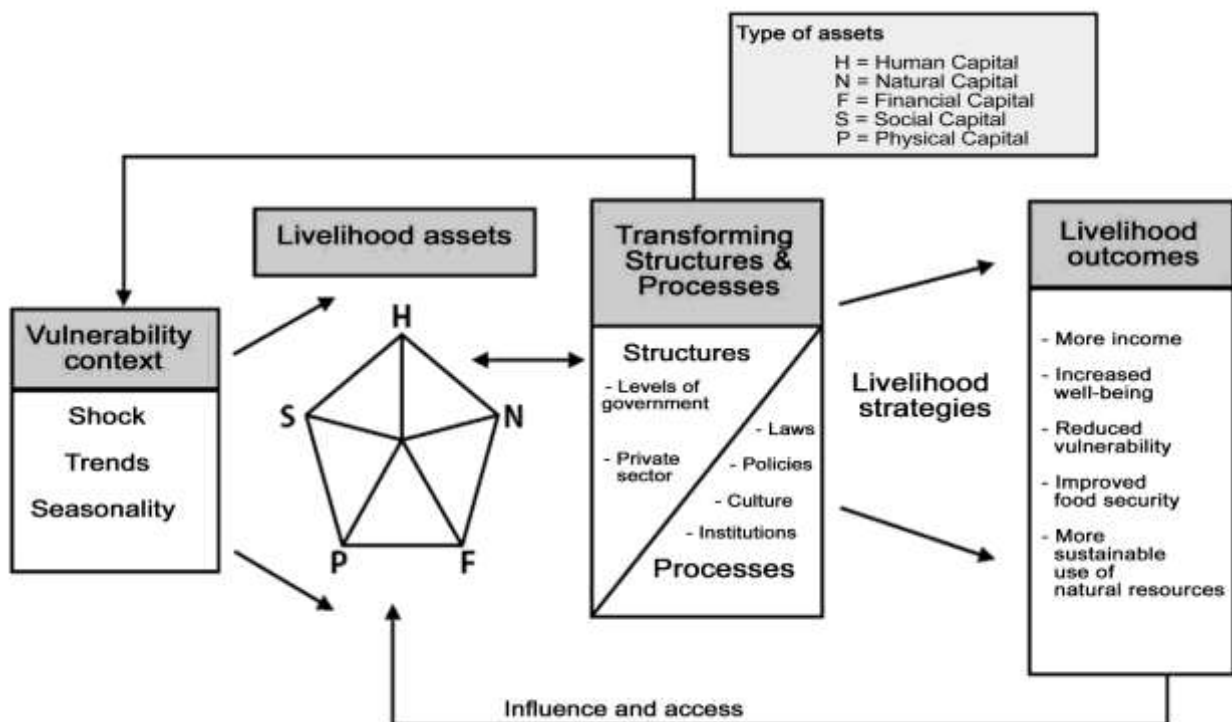 Type of assets
H = Human Capital
N = Natural Capital
F = Financial Capital
S = Social Capital
P = Physical Capital
Vulnerability
context
Shock
Trends
Seasonality
Livelihood assets
H
S
N
P
F
Transforming
Structures &
Processes
Structures
- Levels of
government
- Private
sector
- Laws
- Policies
- Culture
- Institutions
Processes
Livelihood
strategies
Livelihood
outcomes
- More income
- Increased
well-being
- Reduced
vulnerability
- Improved
food security
- More
sustainable
use of
natural resources
Influence and access